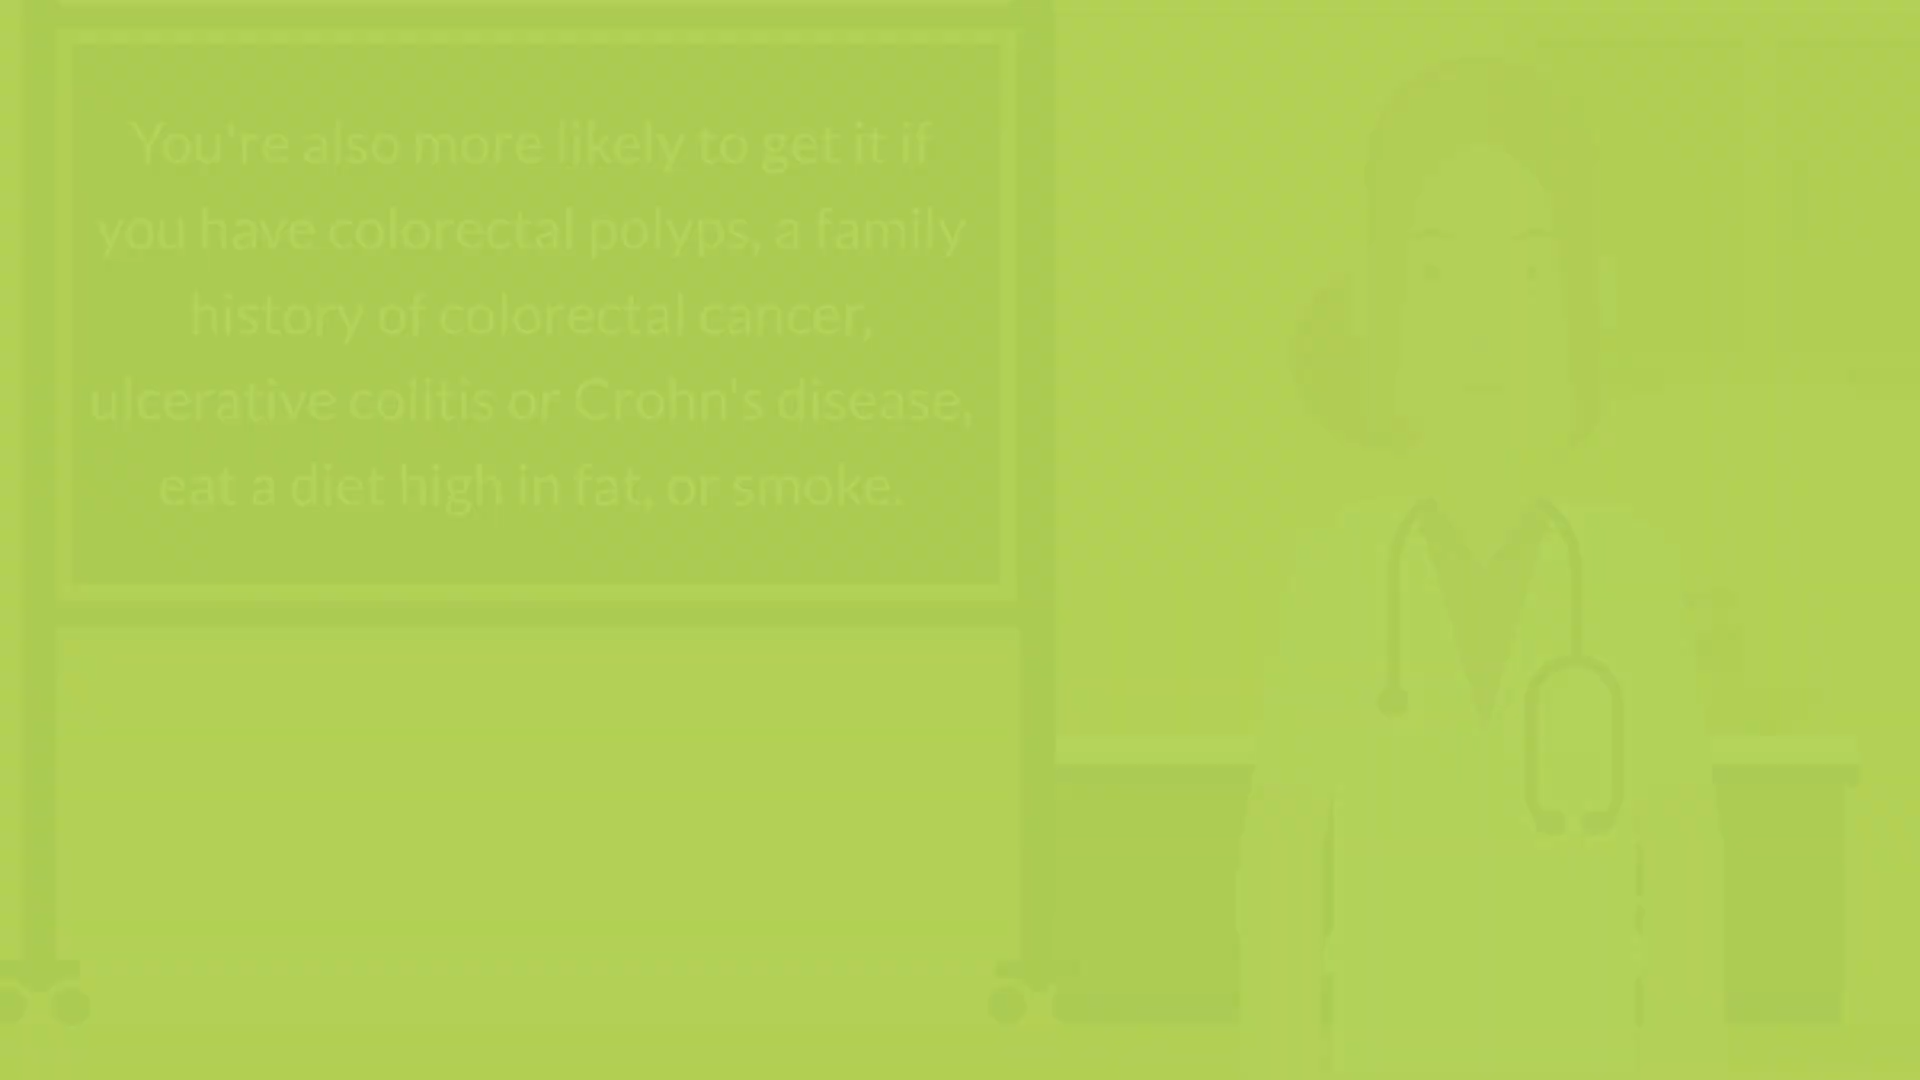 You're also more likely to get it if
you have colorectal polyps, a family
history of colorectal cancer,
ulcerative colitis or Crohn's disease,
eat a diet high in fat, or smoke.